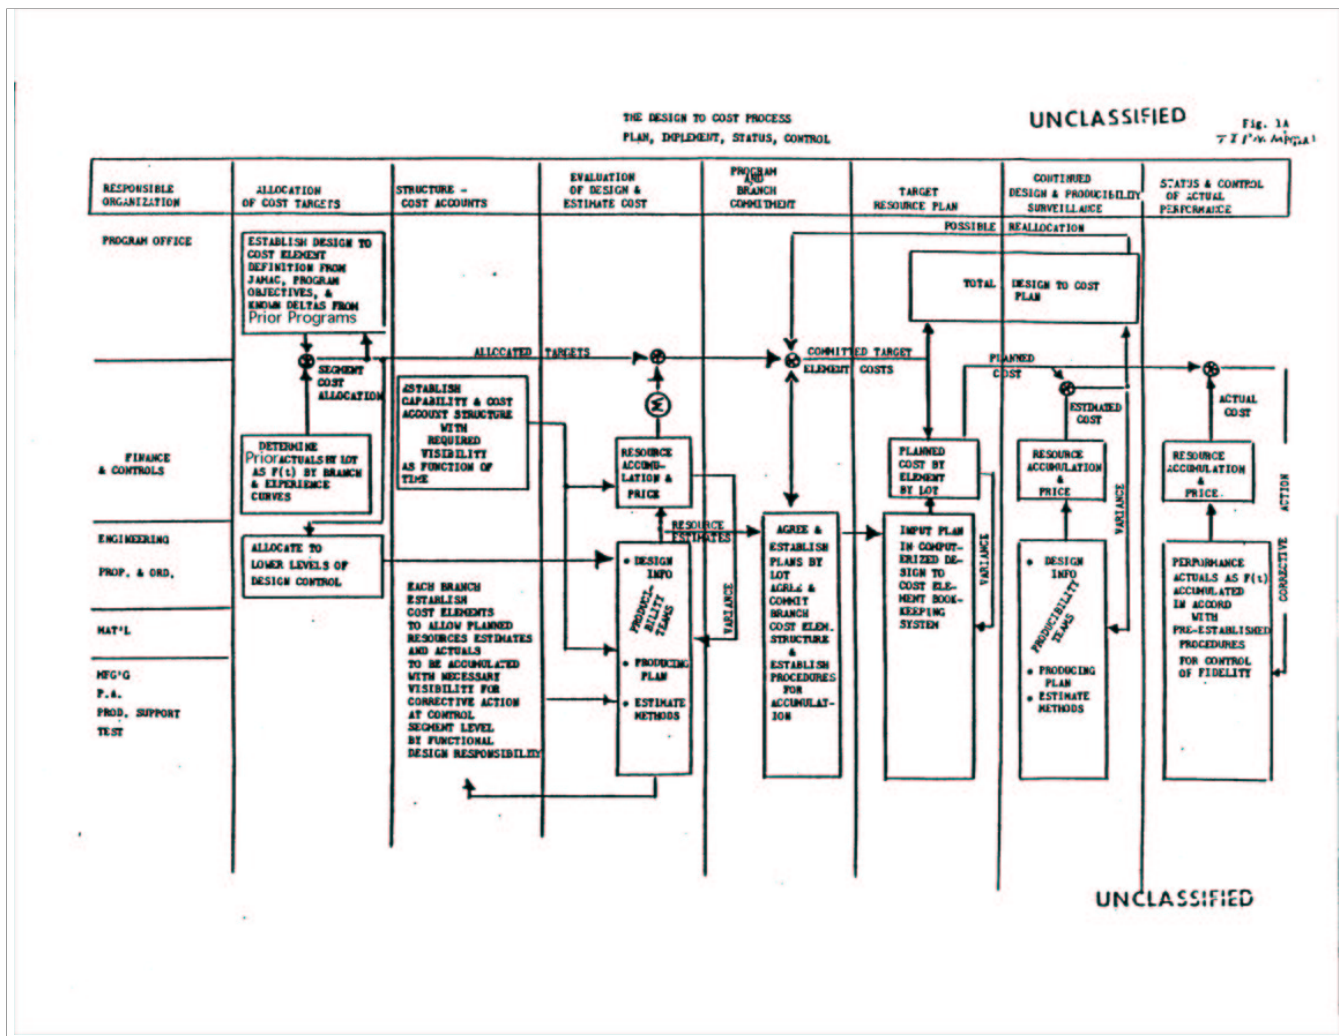 THE DESIGN TO COST PROCESS
PLAN, IMPLEMENT, STATUS, CONTROL
UNCLASSIFIED
Fig. 1A
RESPONSIBLE
ORGANIZATION
ALLOCATION
OF COST TARGETS
STRUCTURE -
COST ACCOUNTS
EVALUATION
OF DESIGN &
ESTIMATE COST
PROGRAM
AND
BRANCH
COMMITMENT
TARGET
RESOURCE PLAN
CONTINUED
DESIGN & PRODUCIBILITY
SURVEILLANCE
STATUS & CONTROL
OF ACTUAL
PERFORMANCE
PROGRAM OFFICE
ESTABLISH DESIGN TO
COST ELEMENT
DEFINITION FROM
JAMAC, PROGRAM
OBJECTIVES, &
KNOWN DELTAS FROM
Prior Programs
POSSIBLE REALLOCATION
TOTAL DESIGN TO COST
PLAN
SEGMENT
COST
ALLOCATION
ALLOCATED TARGETS
COMMITTED TARGET
ELEMENT COSTS
PLANNED
COST
ESTIMATED
COST
ACTUAL
COST
FINANCE
& CONTROLS
DETERMINE
Prior ACTUALS BY LOT
AS F(t) BY BRANCH
& EXPERIENCE
CURVES
ESTABLISH
CAPABILITY & COST
ACCOUNT STRUCTURE
WITH
REQUIRED
VISIBILITY
AS FUNCTION OF
TIME
Σ
RESOURCE
ACCUMU-
LATION &
PRICE
PLANNED
COST BY
ELEMENT
BY LOT
RESOURCE
ACCUMULATION
&
PRICE
RESOURCE
ACCUMULATION
&
PRICE.
ENGINEERING
PROP. & ORD.
ALLOCATE TO
LOWER LEVELS OF
DESIGN CONTROL
MAT'L
MFG'G
P.A.
PROD. SUPPORT
TEST
EACH BRANCH
ESTABLISH
COST ELEMENTS
TO ALLOW PLANNED
RESOURCES ESTIMATES
AND ACTUALS
TO BE ACCUMULATED
WITH NECESSARY
VISIBILITY FOR
CORRECTIVE ACTION
AT CONTROL
SEGMENT LEVEL
BY FUNCTIONAL
DESIGN RESPONSIBILITY
RESOURCE
ESTIMATES
• DESIGN
INFO
PRODUCI-
BILITY
TEAMS
• PRODUCING
PLAN
• ESTIMATE
METHODS
VARIANCE
AGREE &
ESTABLISH
PLANS BY
LOT
AGREE &
COMMIT
BRANCH
COST ELEM.
STRUCTURE
&
ESTABLISH
PROCEDURES
FOR
ACCUMULAT-
ION
INPUT PLAN
IN COMPUT-
ERIZED DE-
SIGN TO
COST ELE-
MENT BOOK-
KEEPING
SYSTEM
VARIANCE
• DESIGN
INFO
PRODUCIBILITY
TEAMS
• PRODUCING
PLAN
• ESTIMATE
METHODS
VARIANCE
PERFORMANCE
ACTUALS AS F(t)
ACCUMULATED
IN ACCORD
WITH
PRE-ESTABLISHED
PROCEDURES
FOR CONTROL
OF FIDELITY
CORRECTIVE ACTION
UNCLASSIFIED